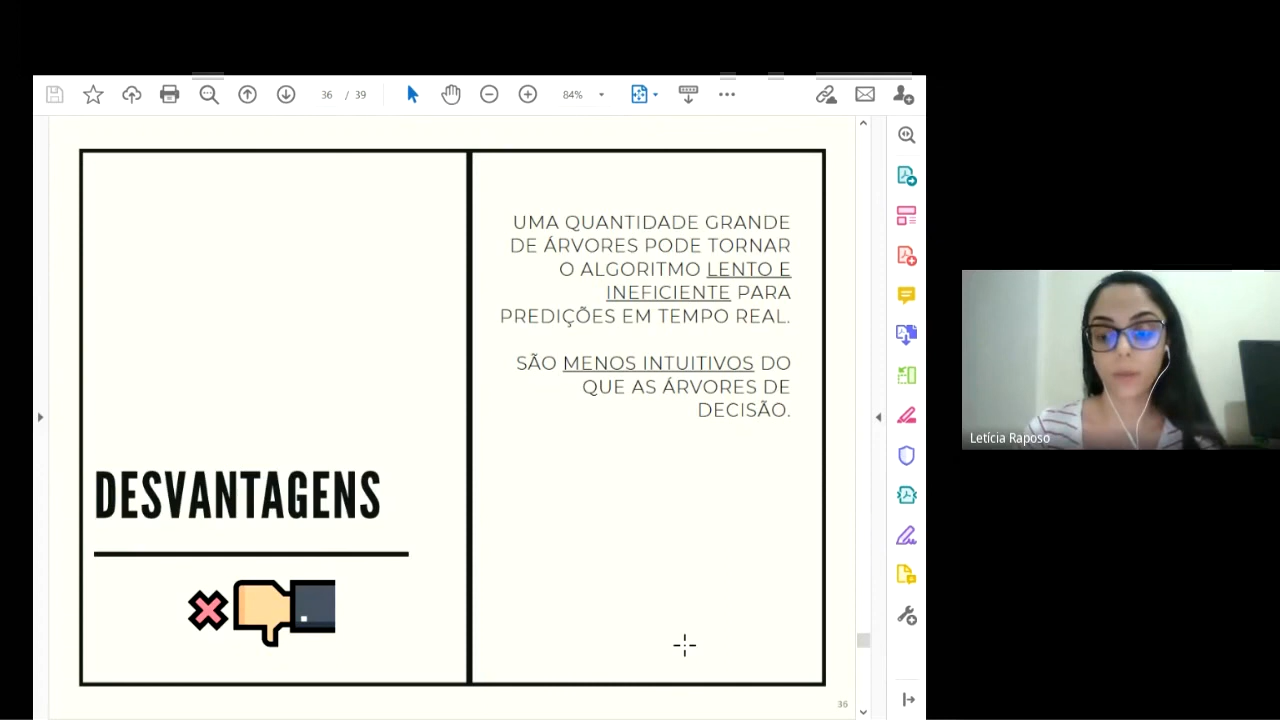 36 / 39
84%
UMA QUANTIDADE GRANDE
DE ÁRVORES PODE TORNAR
O ALGORITMO LENTO E
INEFICIENTE PARA
PREDIÇÕES EM TEMPO REAL.
SÃO MENOS INTUITIVOS DO
QUE AS ÁRVORES DE
DECISÃO.
DESVANTAGENS
36
Letícia Raposo